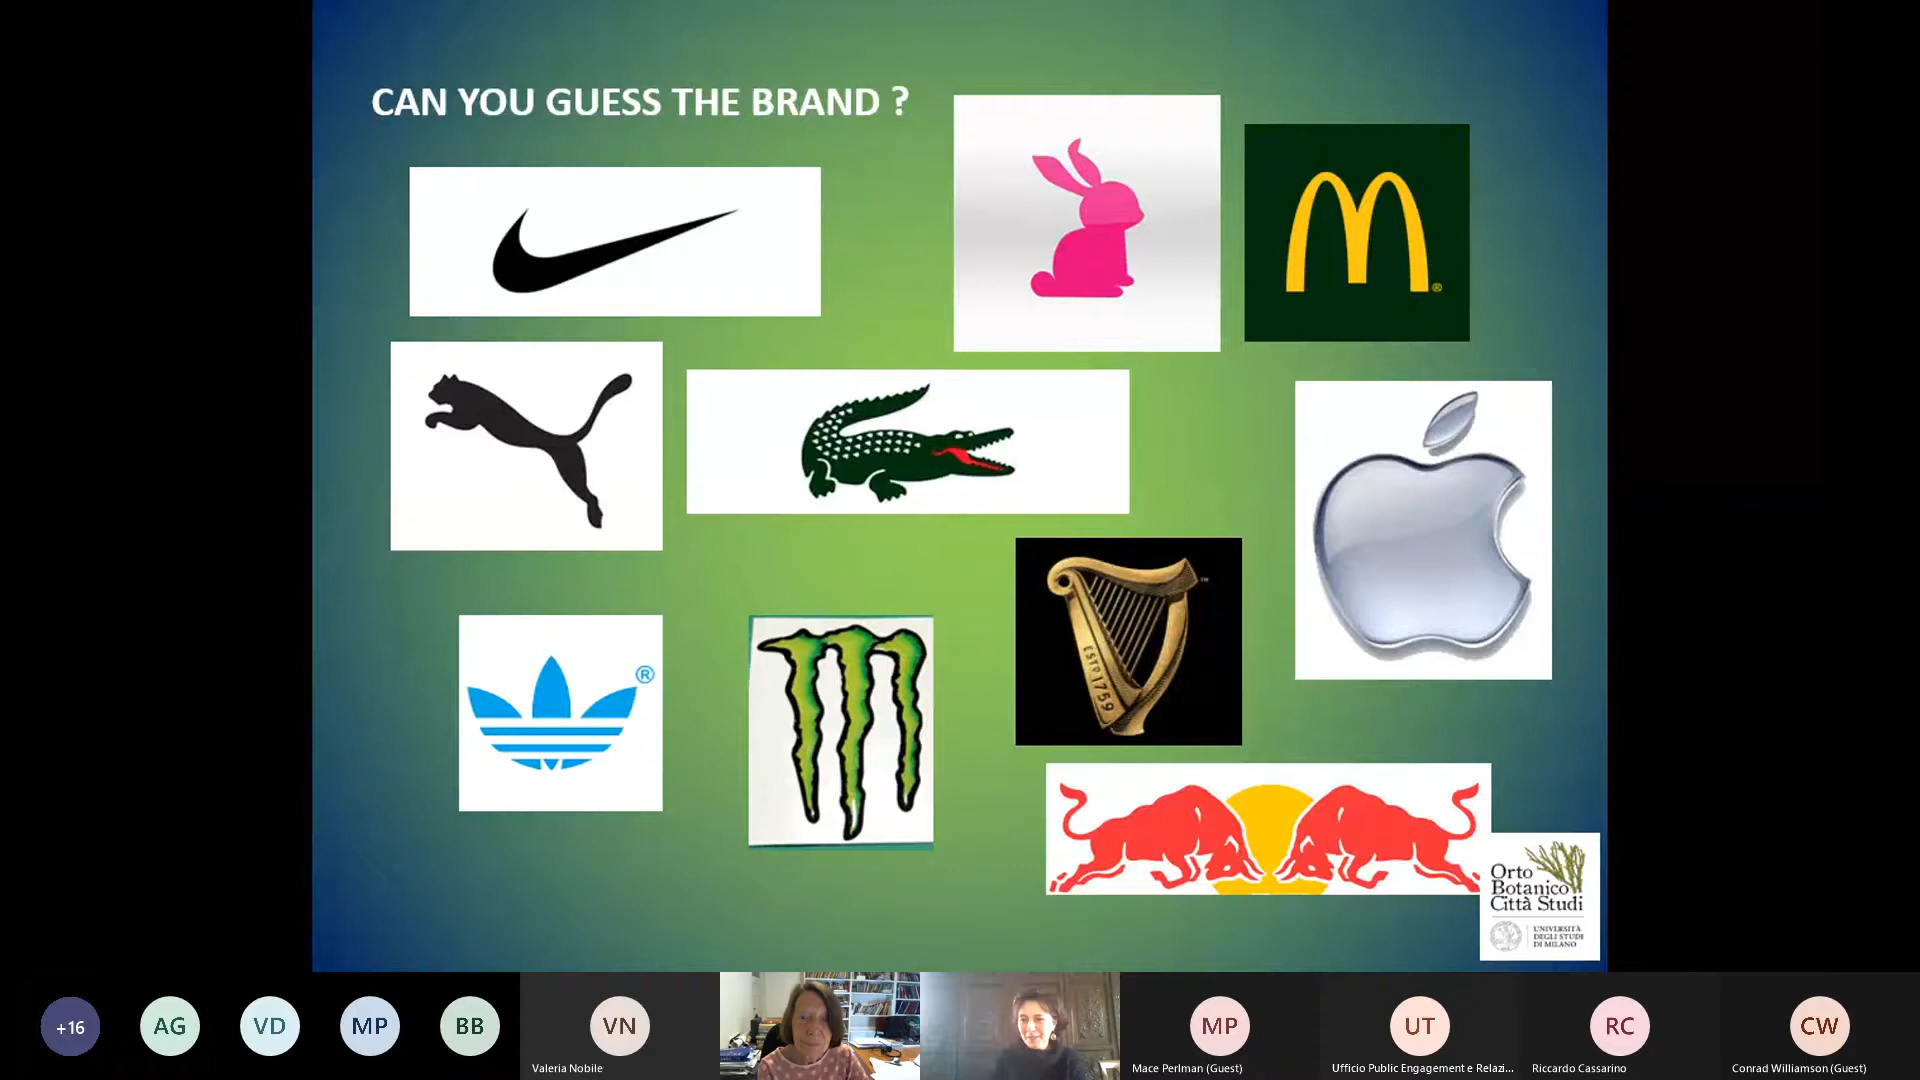 CAN YOU GUESS THE BRAND ?
®
®
TM
ESTD 1759
Orto
Botanico
Città Studi
UNIVERSITÀ
DEGLI STUDI
DI MILANO
+16
AG
VD
MP
BB
VN
Valeria Nobile
MP
Mace Perlman (Guest)
UT
Ufficio Public Engagement e Relazi...
RC
Riccardo Cassarino
CW
Conrad Williamson (Guest)